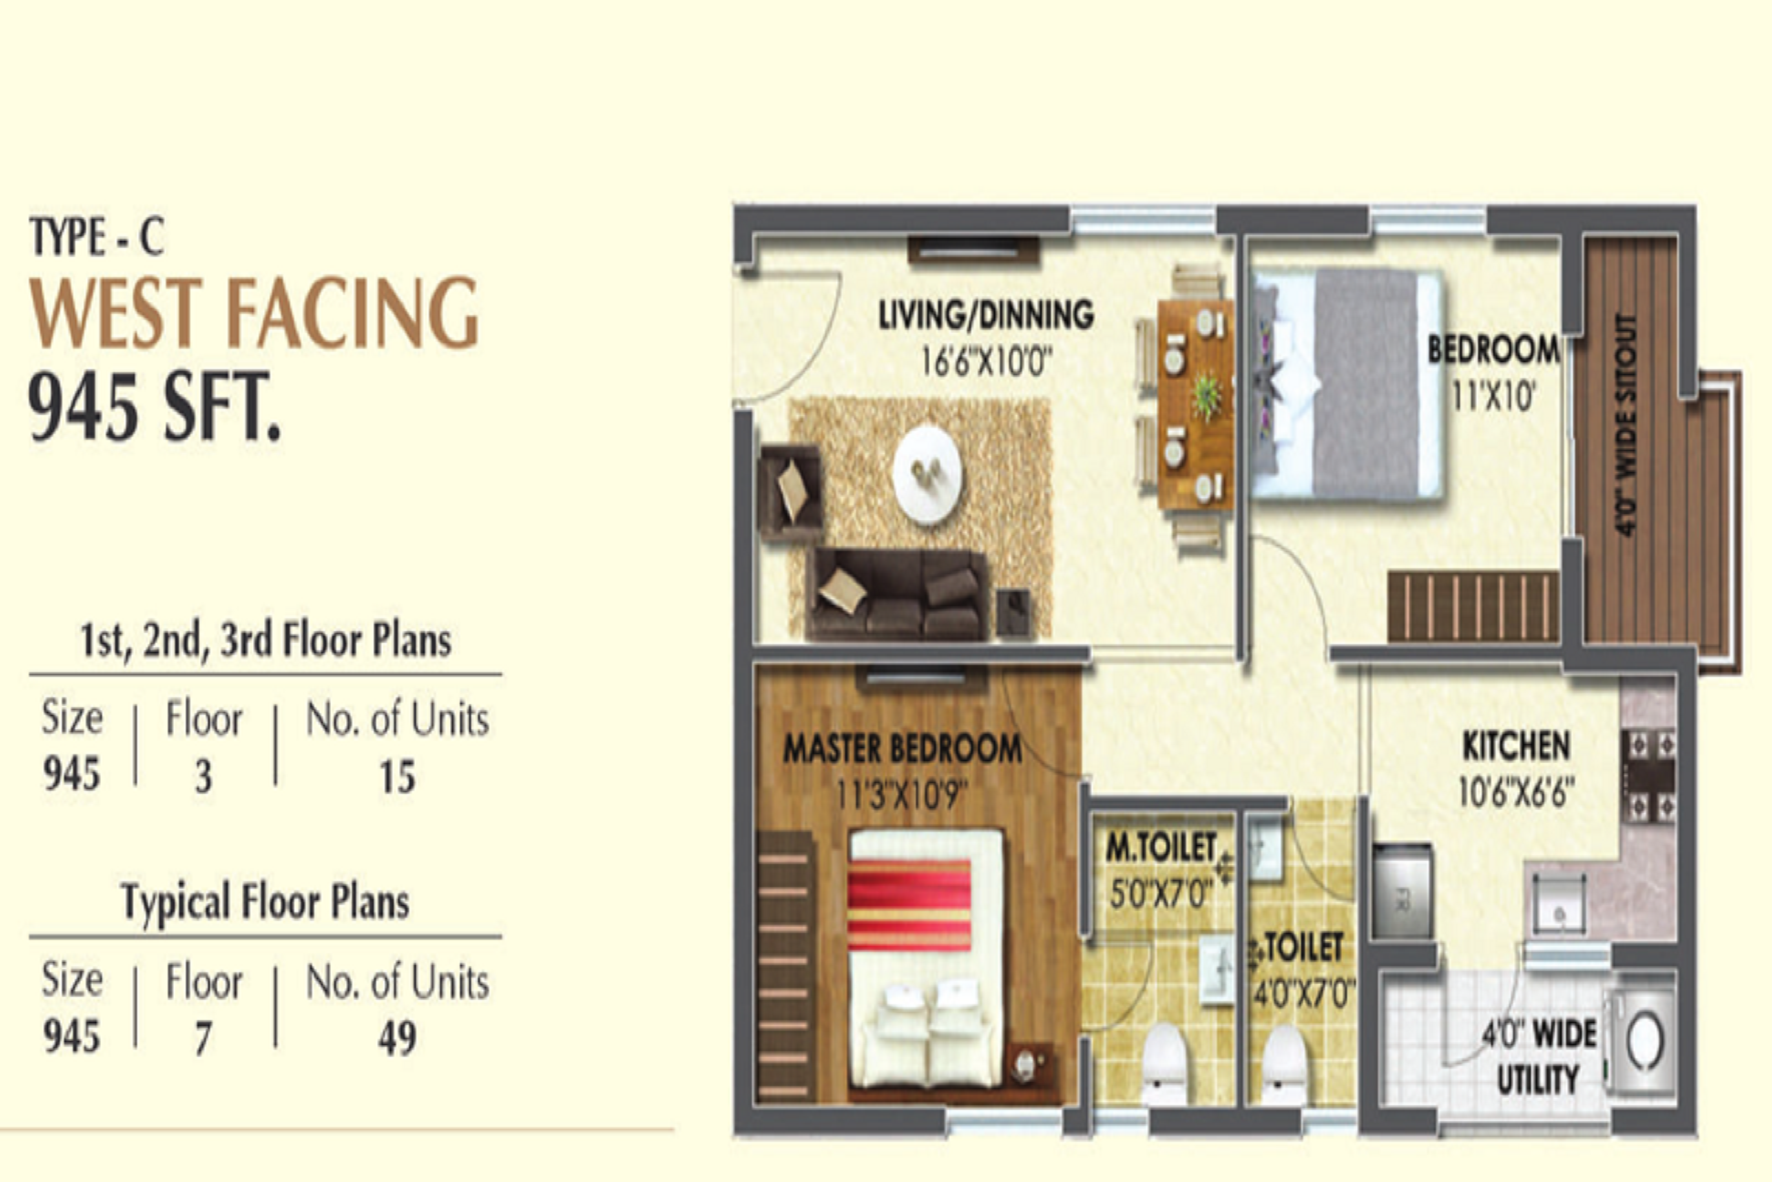 TYPE - C
WEST FACING
945 SFT.
1st, 2nd, 3rd Floor Plans
Size | Floor | No. of Units
945 | 3 | 15
Typical Floor Plans
Size | Floor | No. of Units
945 | 7 | 49
LIVING/DINNING
16'6"X10'0"
BEDROOM
11'X10'
4'0" WIDE SITOUT
MASTER BEDROOM
11'3"X10'9"
M.TOILET
5'0"X7'0"
TOILET
4'0"X7'0"
KITCHEN
10'6"X6'6"
FR
4'0" WIDE
UTILITY